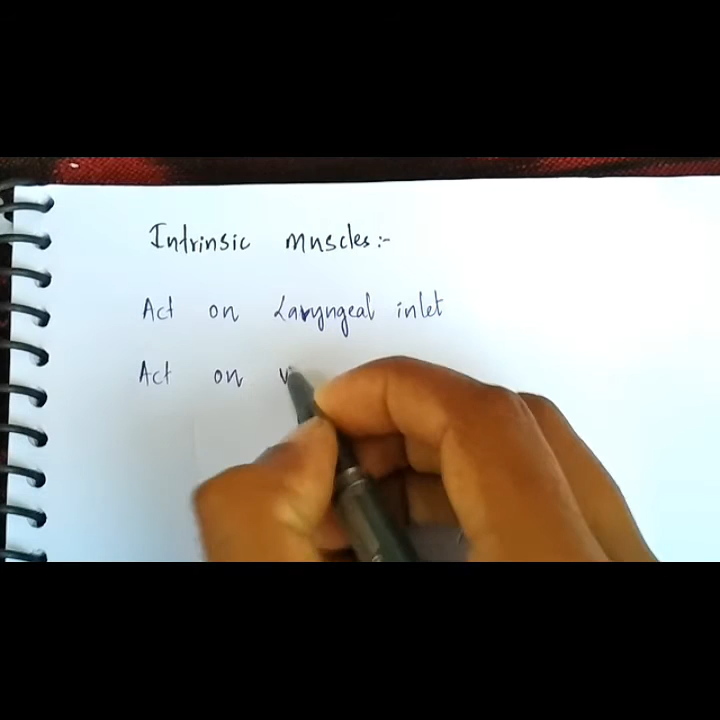 Intrinsic muscles:-
Act on Laryngeal inlet
Act on